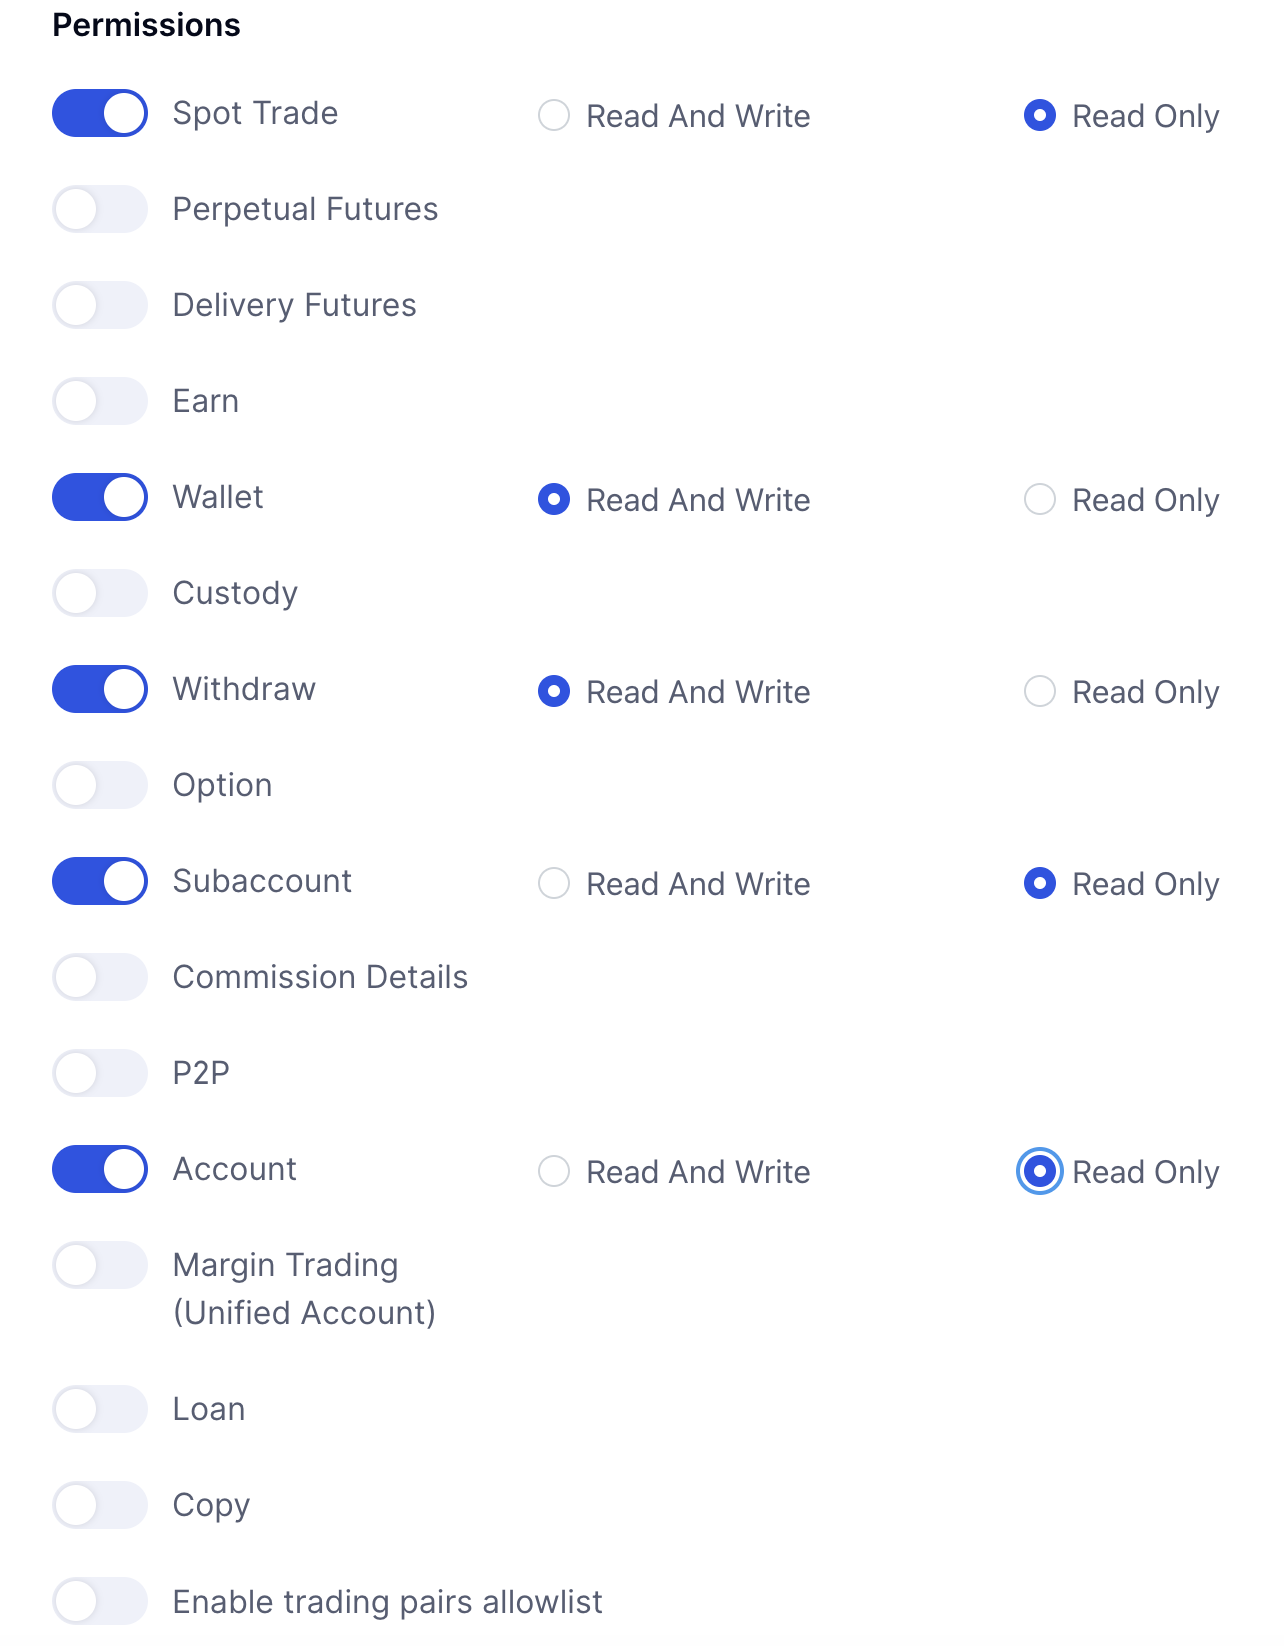 Permissions
Spot Trade Read And Write Read Only
Perpetual Futures
Delivery Futures
Earn
Wallet Read And Write Read Only
Custody
Withdraw Read And Write Read Only
Option
Subaccount Read And Write Read Only
Commission Details
P2P
Account Read And Write Read Only
Margin Trading
(Unified Account)
Loan
Copy
Enable trading pairs allowlist